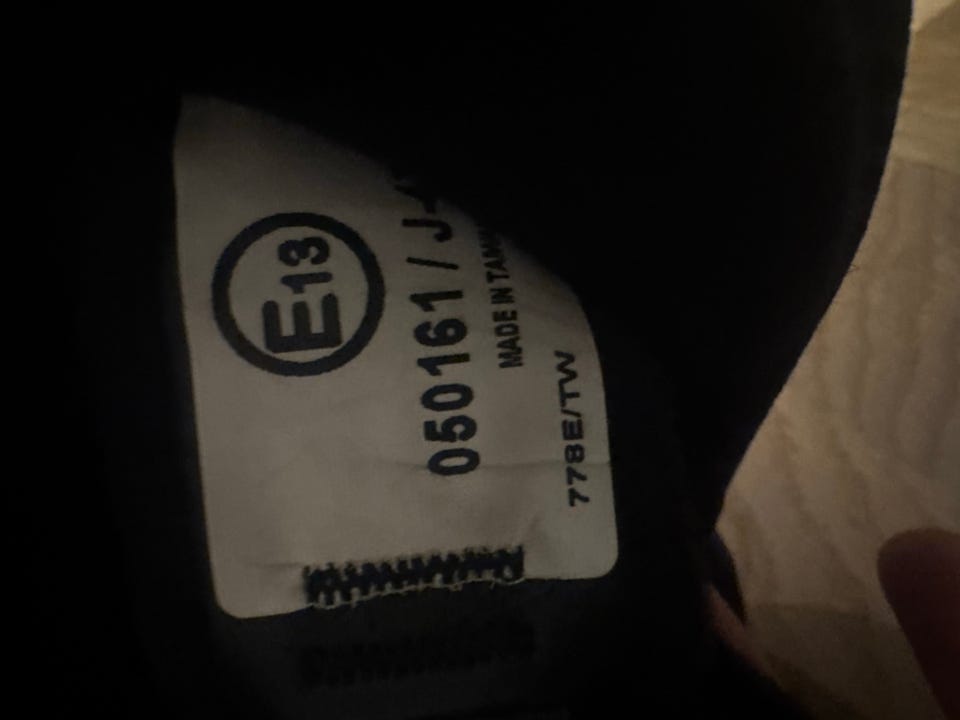 E13
050161 / J-
MADE IN
778E/TW